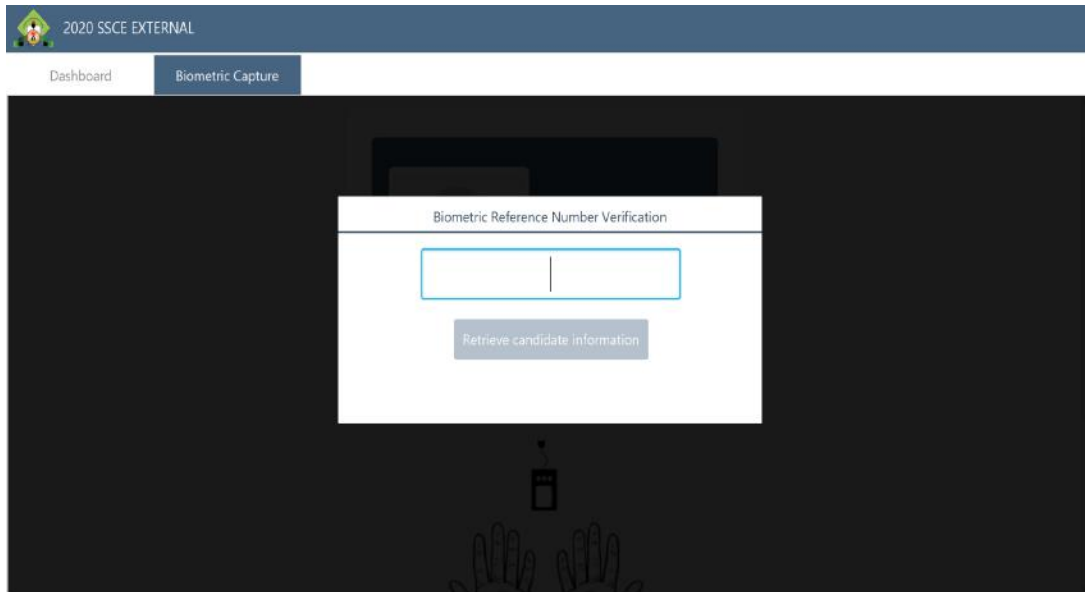 2020 SSCE EXTERNAL
Dashboard
Biometric Capture
Biometric Reference Number Verification
Retrieve candidate information